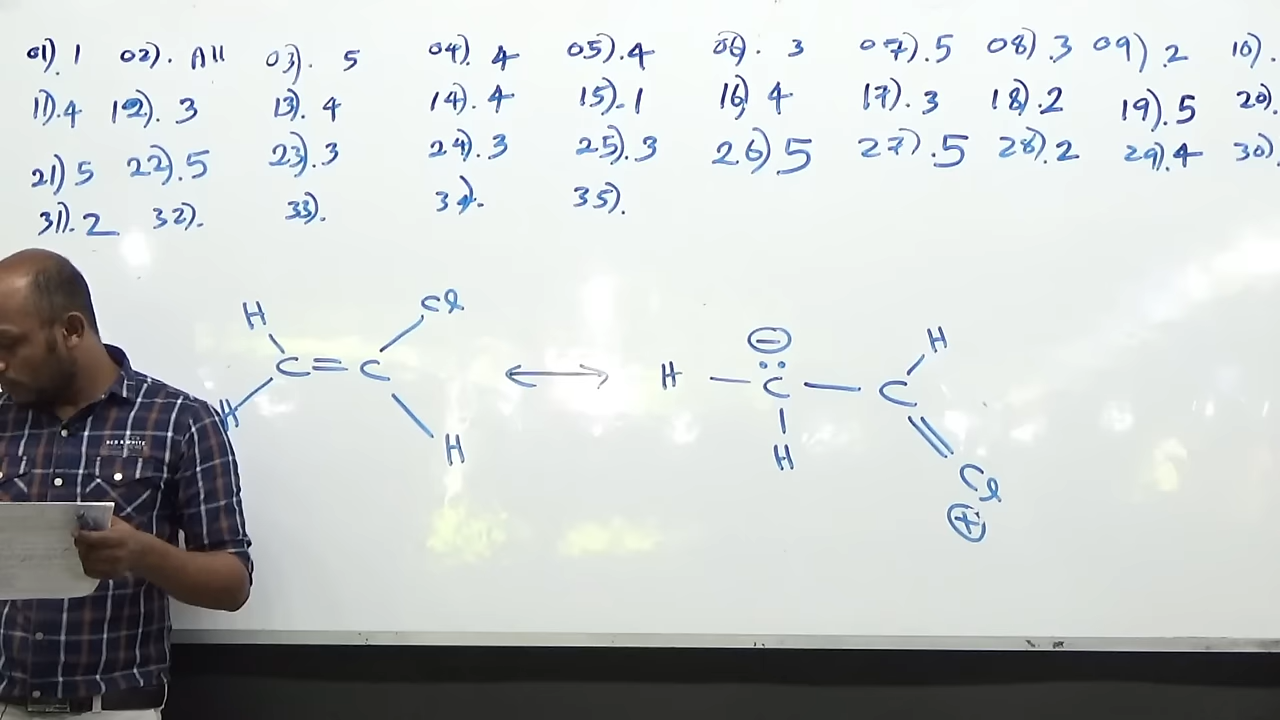 01). 1 02). All 03). 5 04). 4 05). 4 06). 3 07). 5 08). 3 09) 2 10).
11). 4 12). 3 13). 4 14). 4 15). 1 16) 4 17). 3 18). 2 19). 5 20).
21) 5 22). 5 23). 3 24). 3 25). 3 26) 5 27). 5 28). 2 29). 4 30).
31). 2 32). 33). 34). 35).
H Cl
C = C
H H
⟷
⊖ H
H — C̈ — C
H Cl
⊕
RED & WHITE